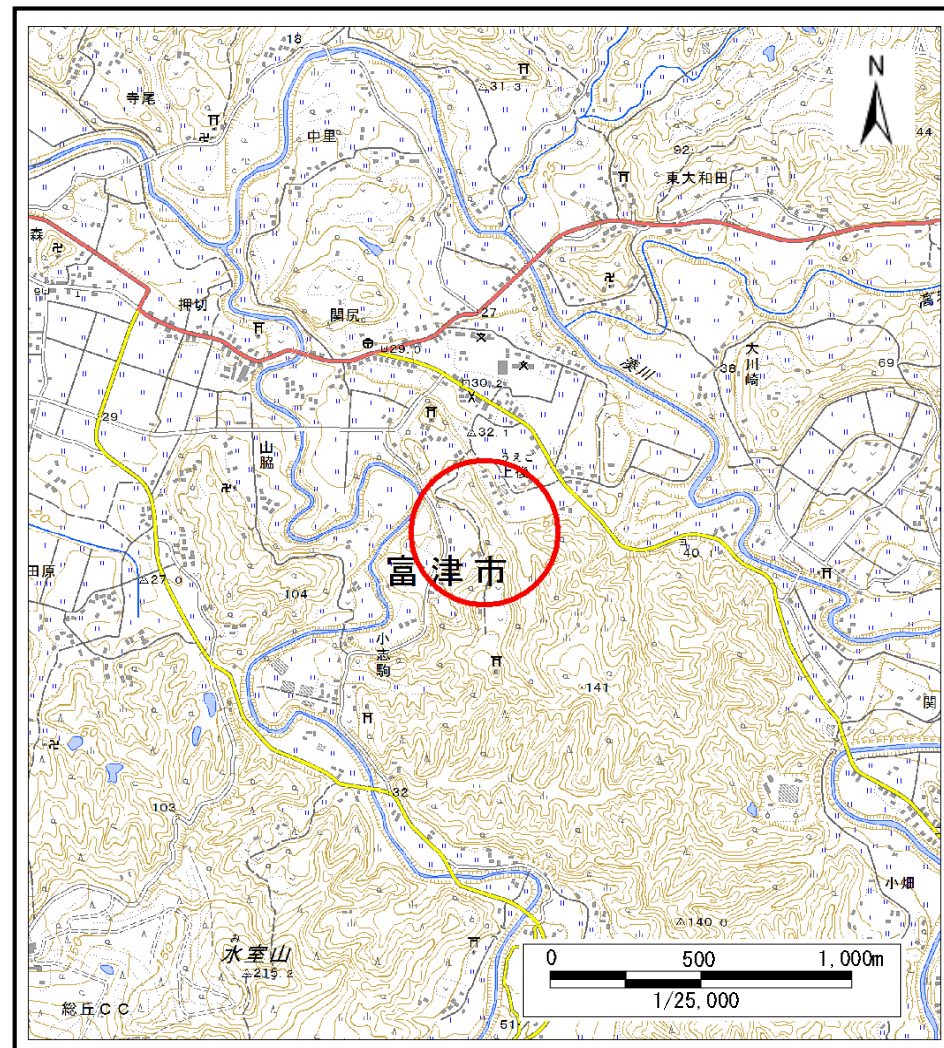 18
N
31.3
寺尾
中里
44
92
東大和田
50
25
森
押切
関尻
27
29.0
湊川
大川崎
38
69
30.2
29
32.1
山脇
うえご
上後
富津市
40
田原
27.0
104
小志駒
141
関
103
32
小畑
140.0
み
水室山
215.2
0 500 1,000m
1/25,000
総丘CC
51